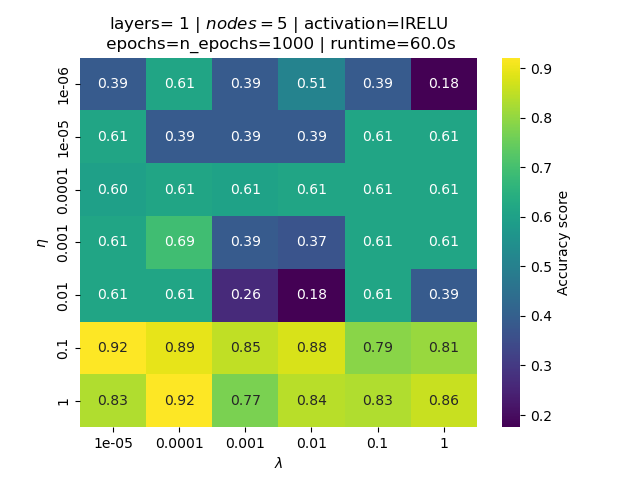 layers= 1 | nodes = 5 | activation=lRELU
epochs=n_epochs=1000 | runtime=60.0s
η
1e-06 0.39 0.61 0.39 0.51 0.39 0.18
1e-05 0.61 0.39 0.39 0.39 0.61 0.61
0.0001 0.60 0.61 0.61 0.61 0.61 0.61
0.001 0.61 0.69 0.39 0.37 0.61 0.61
0.01 0.61 0.61 0.26 0.18 0.61 0.39
0.1 0.92 0.89 0.85 0.88 0.79 0.81
1 0.83 0.92 0.77 0.84 0.83 0.86
1e-05 0.0001 0.001 0.01 0.1 1
λ
0.9
0.8
0.7
0.6
0.5
0.4
0.3
0.2
Accuracy score